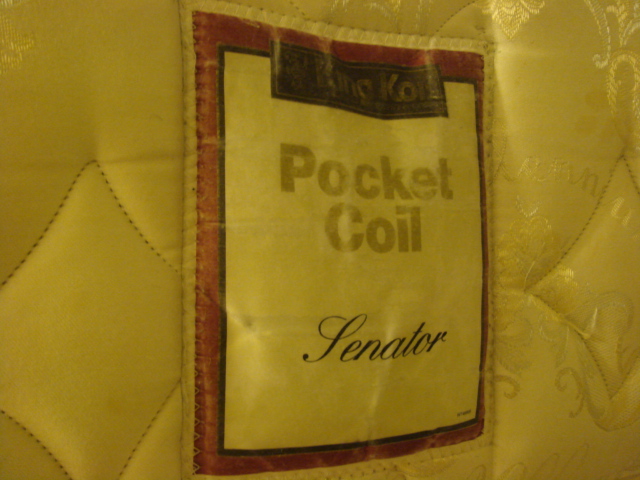 King Koil
Pocket
Coil
Senator